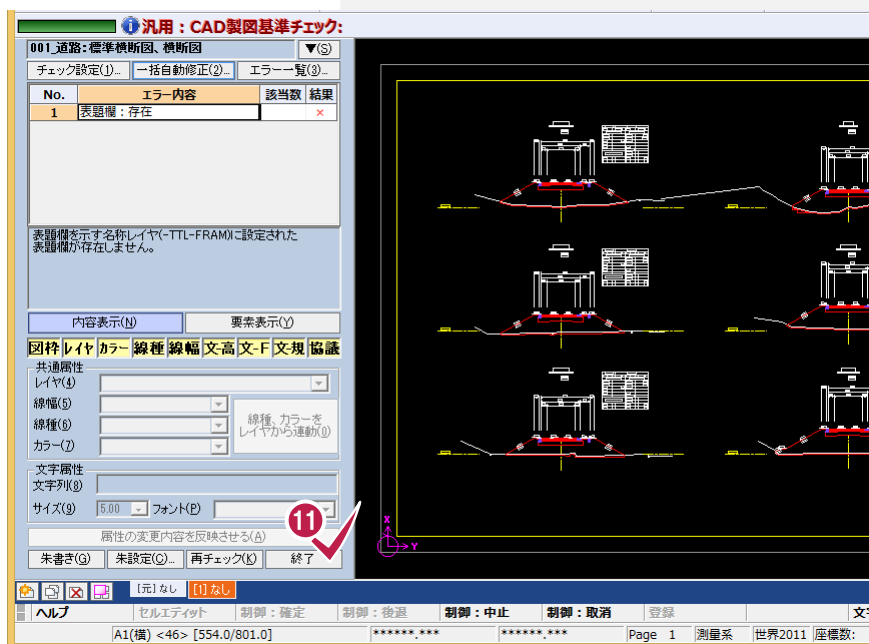 汎用：CAD製図基準チェック:
001_道路:標準横断図、横断図 ▼(S)
チェック設定(1)... 一括自動修正(2)... エラー一覧(3)...
No. エラー内容 該当数 結果
1 表題欄：存在 ×
表題欄を示す名称レイヤ(-TTL-FRAM)に設定された
表題欄が存在しません。
内容表示(N) 要素表示(Y)
図枠 レイヤ カラー 線種 線幅 文-高 文-F 文-規 協議
共通属性
レイヤ(4)
線幅(5)
線種(6)
カラー(7)
線種、カラーを
レイヤから連動(0)
文字属性
文字列(8)
サイズ(9) 5.00 フォント(P)
11
属性の変更内容を反映させる(A)
朱書き(G) 朱設定(C)... 再チェック(K) 終了
X
Y
[元]なし [1]なし
ヘルプ セルエディット 制御：確定 制御：後退 制御：中止 制御：取消 登録 文
A1(横) <46> [554.0/801.0] ******.*** ******.*** Page 1 測量系 世界2011 座標数: